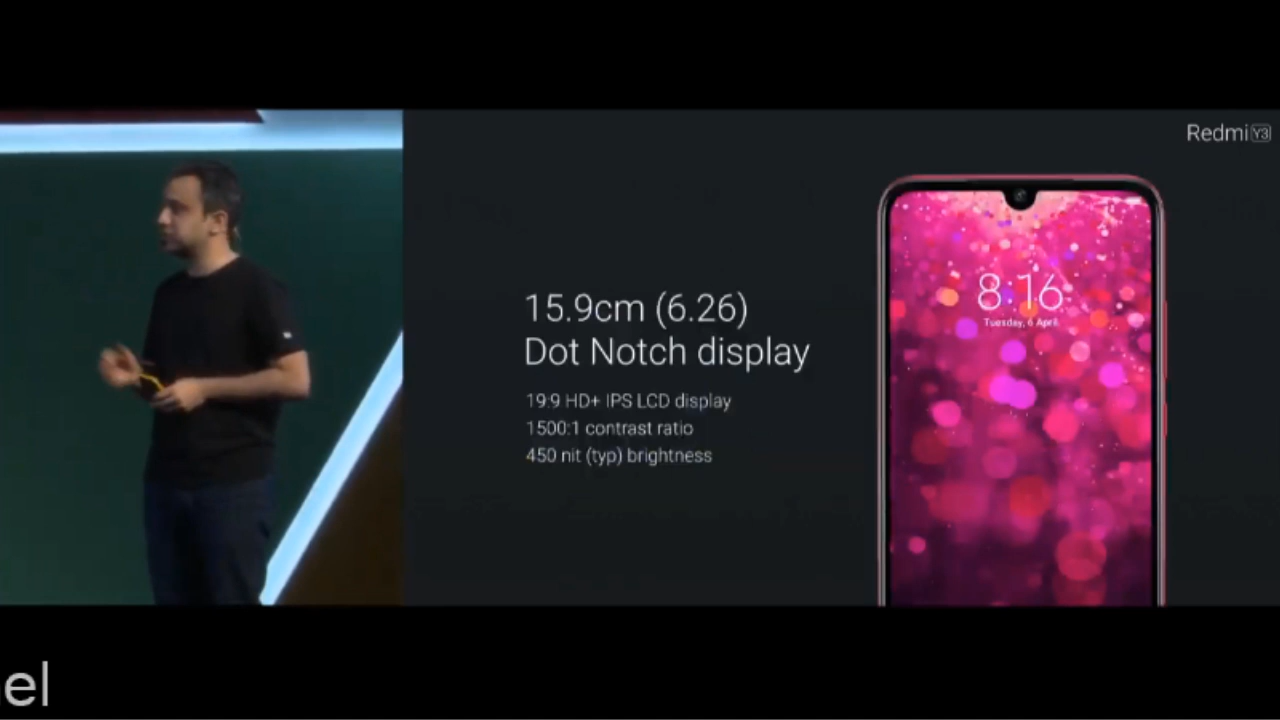 Redmi Y3
8:16
Tuesday, 6 April
15.9cm (6.26)
Dot Notch display
19:9 HD+ IPS LCD display
1500:1 contrast ratio
450 nit (typ) brightness
el